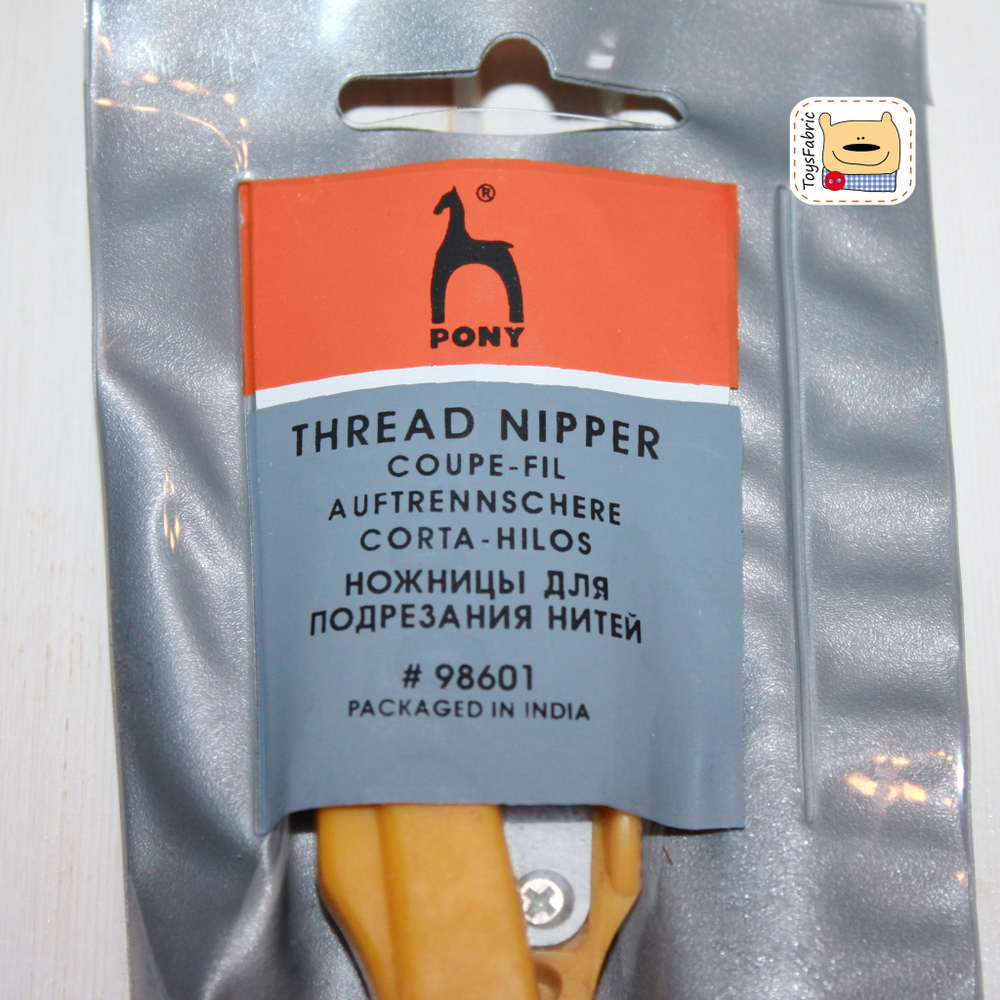 ToysFabric
®
PONY
THREAD NIPPER
COUPE-FIL
AUFTRENNSCHERE
CORTA-HILOS
НОЖНИЦЫ ДЛЯ
ПОДРЕЗАНИЯ НИТЕЙ
# 98601
PACKAGED IN INDIA